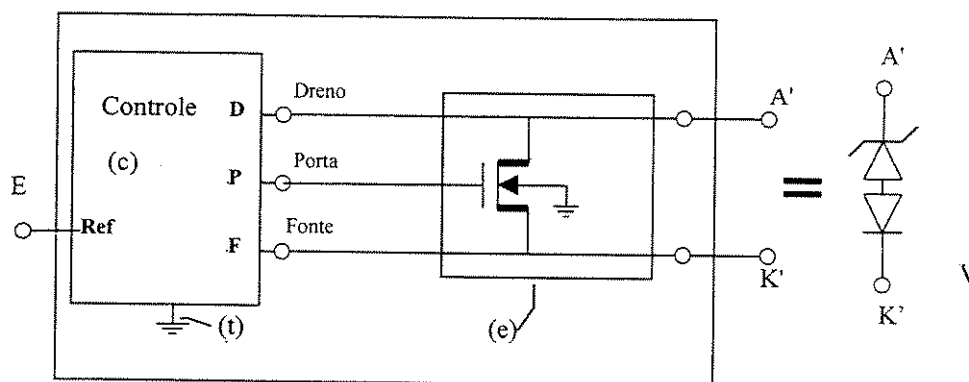 Controle
(c)
D
P
F
E
Ref
(t)
Dreno
Porta
Fonte
(e)
A'
K'
=
A'
K'